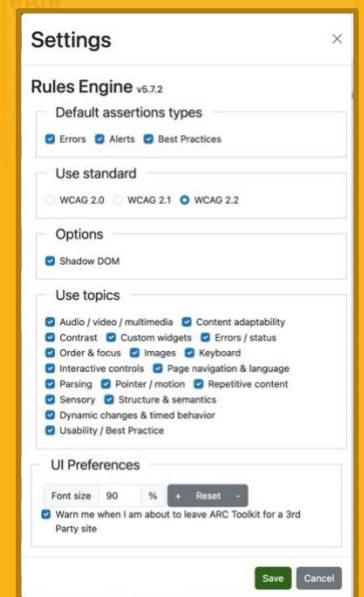 Settings
×
Rules Engine v5.7.2
Default assertions types
Errors Alerts Best Practices
Use standard
WCAG 2.0 WCAG 2.1 WCAG 2.2
Options
Shadow DOM
Use topics
Audio / video / multimedia Content adaptability
Contrast Custom widgets Errors / status
Order & focus Images Keyboard
Interactive controls Page navigation & language
Parsing Pointer / motion Repetitive content
Sensory Structure & semantics
Dynamic changes & timed behavior
Usability / Best Practice
UI Preferences
Font size 90 % + Reset -
Warn me when I am about to leave ARC Toolkit for a 3rd
Party site
Save Cancel